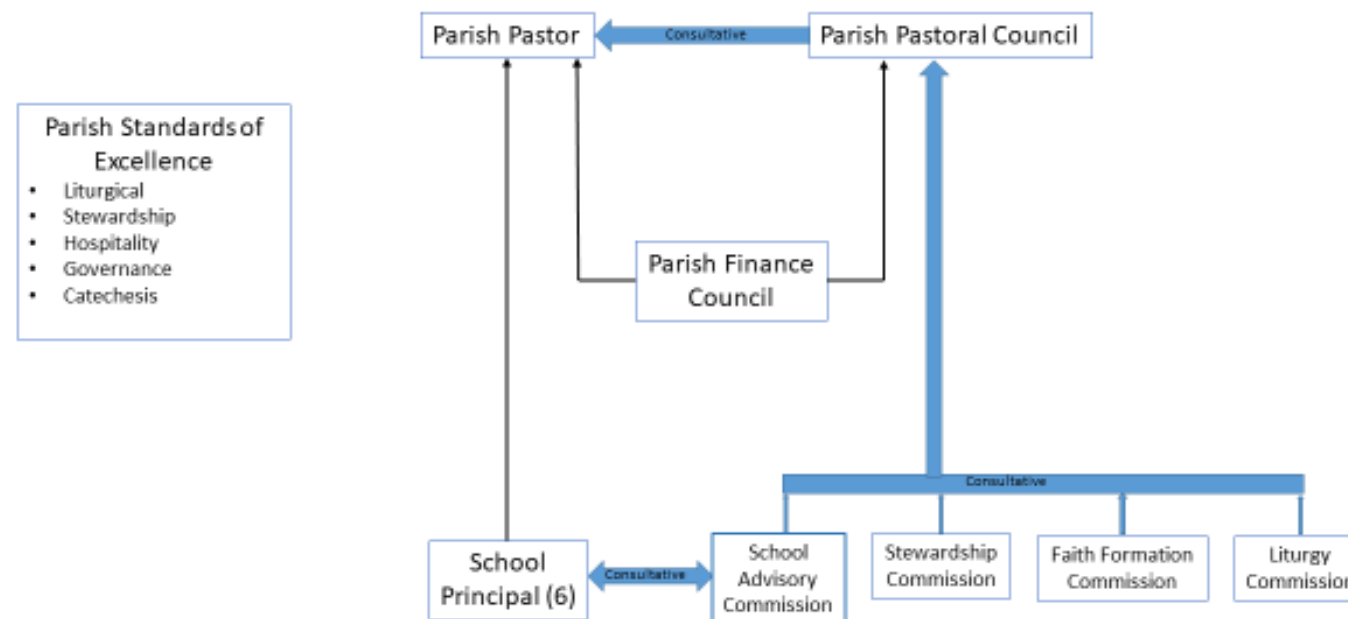 Parish Pastor
Consultative
Parish Pastoral Council
Parish Standards of
Excellence
• Liturgical
• Stewardship
• Hospitality
• Governance
• Catechesis
Parish Finance
Council
Consultative
School
Principal (6)
Consultative
School
Advisory
Commission
Stewardship
Commission
Faith Formation
Commission
Liturgy
Commission